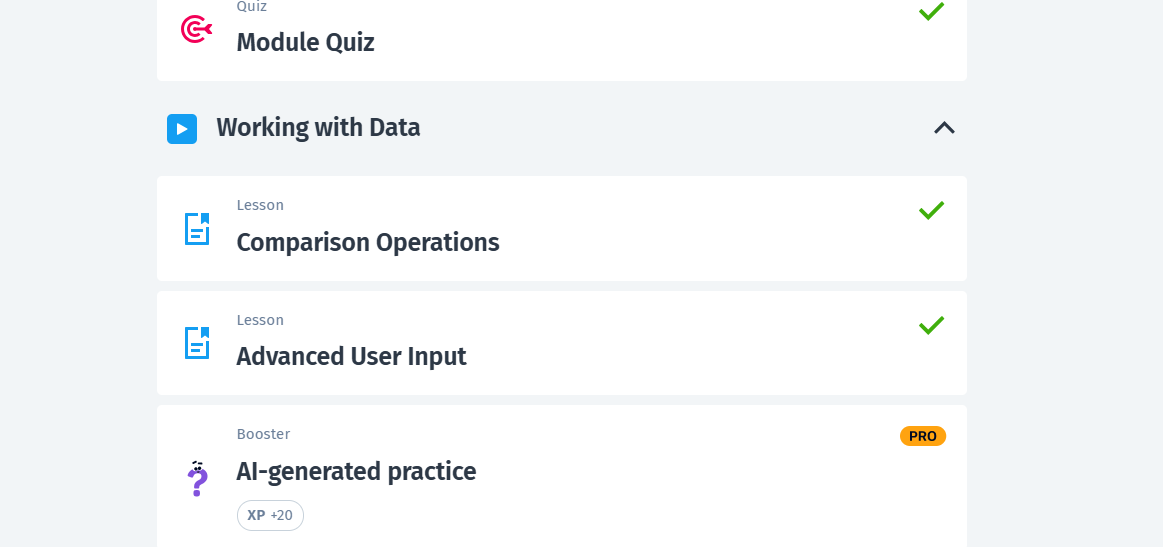 Quiz
Module Quiz
Working with Data
Lesson
Comparison Operations
Lesson
Advanced User Input
Booster
PRO
AI-generated practice
XP +20